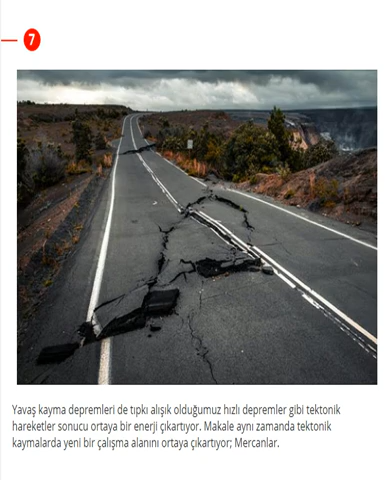 7
Yavaş kayma depremleri de tıpkı alışık olduğumuz hızlı depremler gibi tektonik
hareketler sonucu ortaya bir enerji çıkartıyor. Makale aynı zamanda tektonik
kaymalarda yeni bir çalışma alanını ortaya çıkartıyor; Mercanlar.